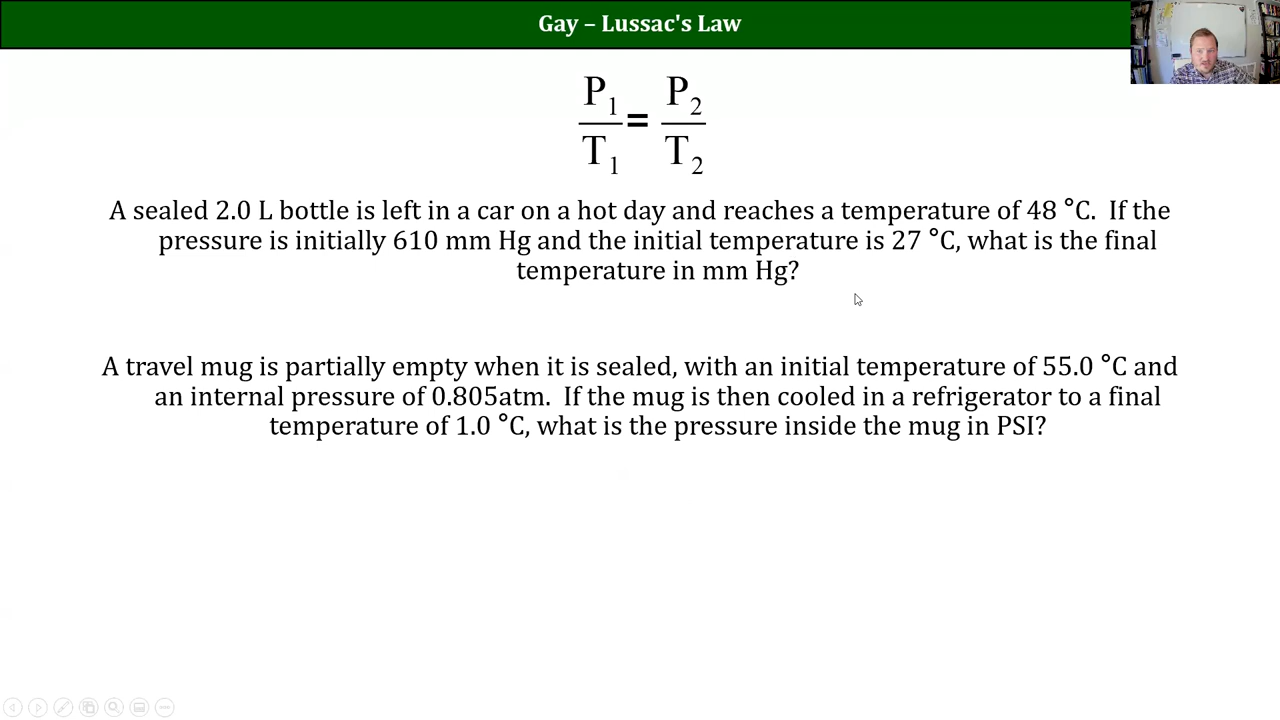 Gay – Lussac's Law
P1 = P2
T1 T2
A sealed 2.0 L bottle is left in a car on a hot day and reaches a temperature of 48 °C.  If the
pressure is initially 610 mm Hg and the initial temperature is 27 °C, what is the final
temperature in mm Hg?
A travel mug is partially empty when it is sealed, with an initial temperature of 55.0 °C and
an internal pressure of 0.805atm.  If the mug is then cooled in a refrigerator to a final
temperature of 1.0 °C, what is the pressure inside the mug in PSI?